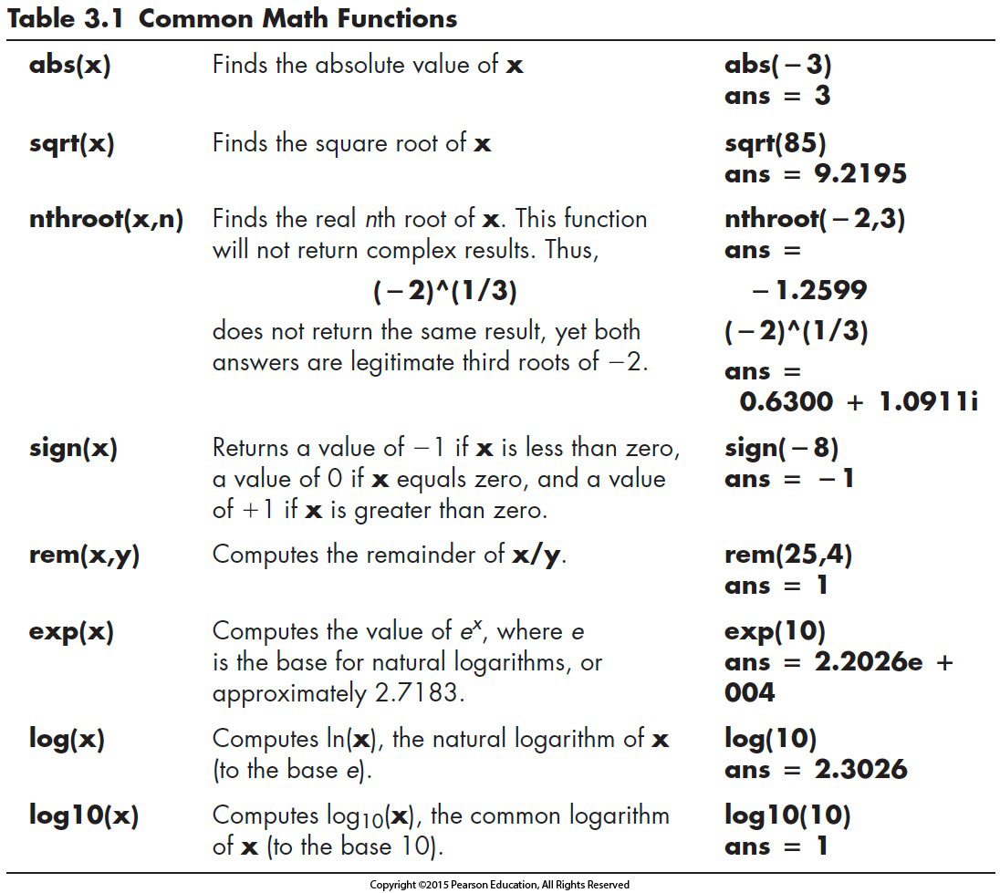 Table 3.1 Common Math Functions
abs(x) Finds the absolute value of x abs(−3)
ans = 3
sqrt(x) Finds the square root of x sqrt(85)
ans = 9.2195
nthroot(x,n) Finds the real nth root of x. This function nthroot(−2,3)
will not return complex results. Thus, ans =
(−2)^(1/3) −1.2599
does not return the same result, yet both (−2)^(1/3)
answers are legitimate third roots of −2. ans =
0.6300 + 1.0911i
sign(x) Returns a value of −1 if x is less than zero, sign(−8)
a value of 0 if x equals zero, and a value ans = −1
of +1 if x is greater than zero.
rem(x,y) Computes the remainder of x/y. rem(25,4)
ans = 1
exp(x) Computes the value of eˣ, where e exp(10)
is the base for natural logarithms, or ans = 2.2026e +
approximately 2.7183. 004
log(x) Computes ln(x), the natural logarithm of x log(10)
(to the base e). ans = 2.3026
log10(x) Computes log₁₀(x), the common logarithm log10(10)
of x (to the base 10). ans = 1
Copyright ©2015 Pearson Education, All Rights Reserved